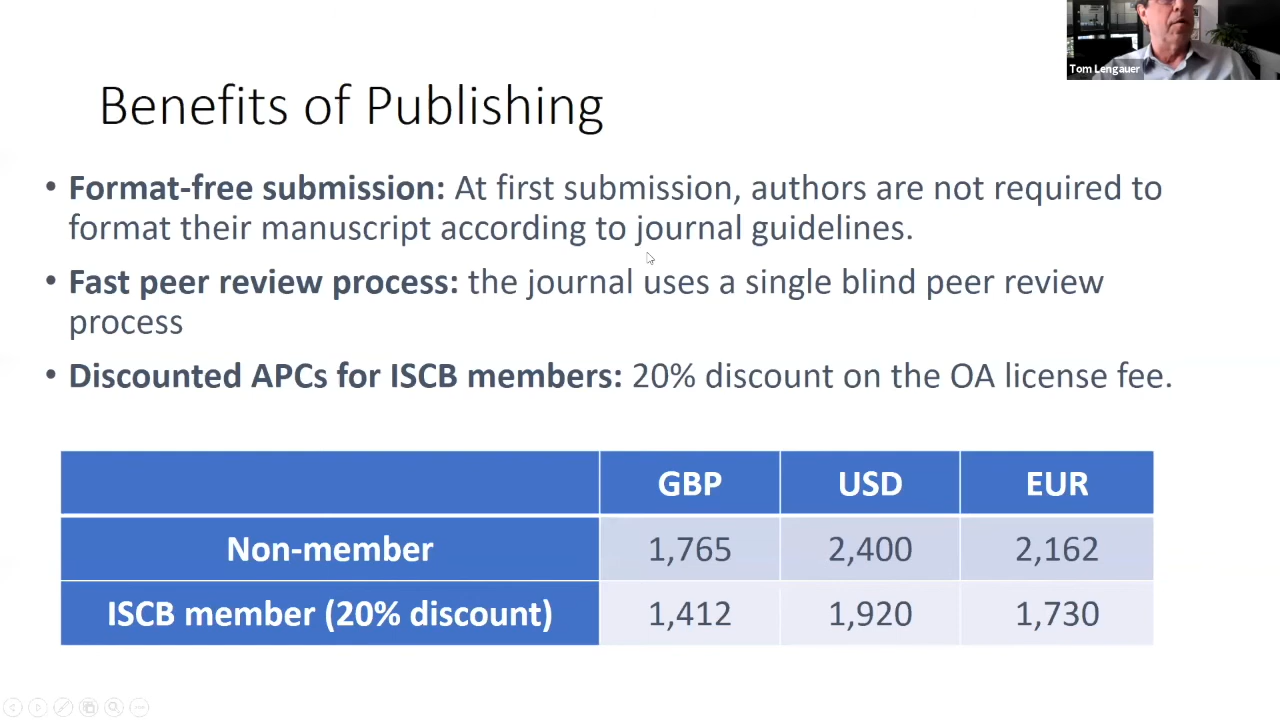 Tom Lengauer
Benefits of Publishing
• Format-free submission: At first submission, authors are not required to
format their manuscript according to journal guidelines.
• Fast peer review process: the journal uses a single blind peer review
process
• Discounted APCs for ISCB members: 20% discount on the OA license fee.
GBP USD EUR
Non-member 1,765 2,400 2,162
ISCB member (20% discount) 1,412 1,920 1,730